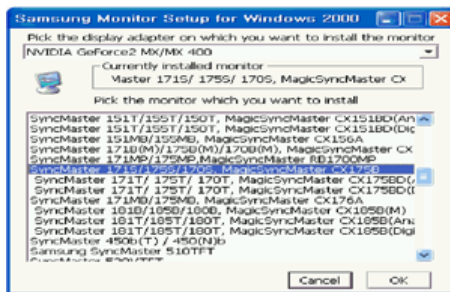 Samsung Monitor Setup for Windows 2000
Pick the display adapter on which you want to install the monitor
NVIDIA GeForce2 MX/MX 400
Currently installed monitor
Master 171S/ 175S/ 170S, MagicSyncMaster CX
Pick the monitor which you want to install
SyncMaster 151T/155T/150T, MagicSyncMaster CX151BD(Ana
SyncMaster 151T/155T/150T, MagicSyncMaster CX151BD(Digi
SyncMaster 151MB/155MB, MagicSyncMaster CX156A
SyncMaster 171B(M)/175B(M)/170B(M), MagicSyncMaster CX
SyncMaster 171MP/175MP,MagicSyncMaster RB1700MP
SyncMaster 171S/175S/170S, MagicSyncMaster CX175B
SyncMaster 171T/ 175T/ 170T, MagicSyncMaster CX175BD(
SyncMaster 171T/ 175T/ 170T, MagicSyncMaster CX175BD(
SyncMaster 171MB/175MB, MagicSyncMaster CX176A
SyncMaster 181B/185B/180B, MagicSyncMaster CX185B(M)
SyncMaster 181T/185T/180T, MagicSyncMaster CX185B(Ana
SyncMaster 181T/185T/180T, MagicSyncMaster CX185B(Digi
SyncMaster 450b(T) / 450(N)b
Samsung SyncMaster 510TFT
Cancel OK